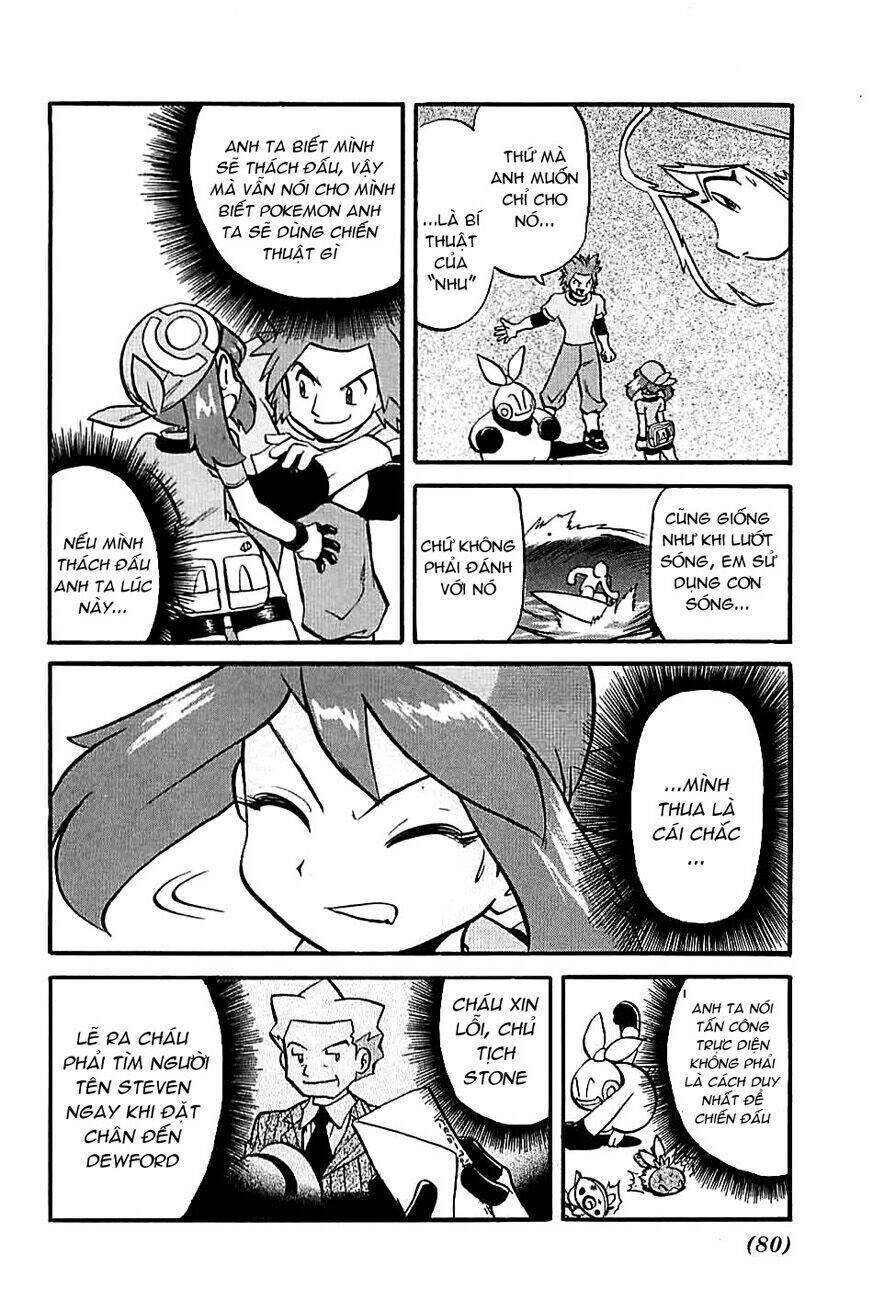 THỨ MÀ
ANH MUỐN
CHỈ CHO
NÓ...
...LÀ BÍ
THUẬT
CỦA
"NHU"
ANH TA BIẾT MÌNH
SẼ THÁCH ĐẤU, VẬY
MÀ VẪN NÓI CHO MÌNH
BIẾT POKEMON ANH
TA SẼ DÙNG CHIẾN
THUẬT GÌ
CŨNG GIỐNG
NHƯ KHI LƯỚT
SÓNG, EM SỬ
DỤNG CƠN
SÓNG...
CHỨ KHÔNG
PHẢI ĐÁNH
VỚI NÓ
NẾU MÌNH
THÁCH ĐẤU
ANH TA LÚC
NÀY...
...MÌNH
THUA LÀ
CÁI CHẮC
...
ANH TA NÓI
TẤN CÔNG
TRỰC DIỆN
KHÔNG PHẢI
LÀ CÁCH DUY
NHẤT ĐỂ
CHIẾN ĐẤU
CHÁU XIN
LỖI, CHỦ
TỊCH
STONE
LẼ RA CHÁU
PHẢI TÌM NGƯỜI
TÊN STEVEN
NGAY KHI ĐẶT
CHÂN ĐẾN
DEWFORD
(80)